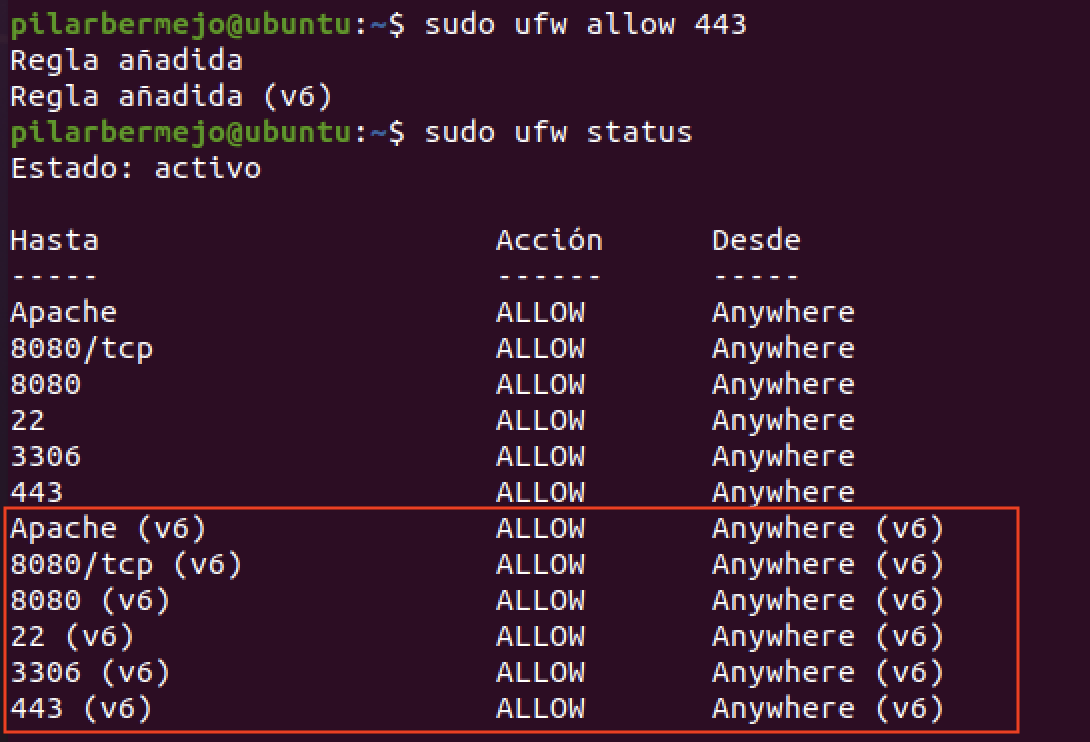 pilarbermejo@ubuntu:~$ sudo ufw allow 443
Regla añadida
Regla añadida (v6)
pilarbermejo@ubuntu:~$ sudo ufw status
Estado: activo

Hasta                      Acción      Desde
-----                      ------      -----
Apache                     ALLOW       Anywhere
8080/tcp                   ALLOW       Anywhere
8080                       ALLOW       Anywhere
22                         ALLOW       Anywhere
3306                       ALLOW       Anywhere
443                        ALLOW       Anywhere
Apache (v6)                ALLOW       Anywhere (v6)
8080/tcp (v6)              ALLOW       Anywhere (v6)
8080 (v6)                  ALLOW       Anywhere (v6)
22 (v6)                    ALLOW       Anywhere (v6)
3306 (v6)                  ALLOW       Anywhere (v6)
443 (v6)                   ALLOW       Anywhere (v6)